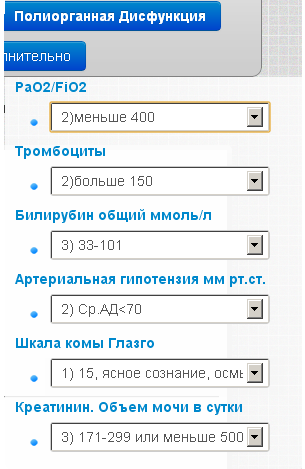 Полиорганная Дисфункция
лнительно
PaO2/FiO2
2)меньше 400
Тромбоциты
2)больше 150
Билирубин общий ммоль/л
3) 33-101
Артериальная гипотензия мм рт.ст.
2) Ср.АД<70
Шкала комы Глазго
1) 15, ясное сознание, осмы
Креатинин. Объем мочи в сутки
3) 171-299 или меньше 500